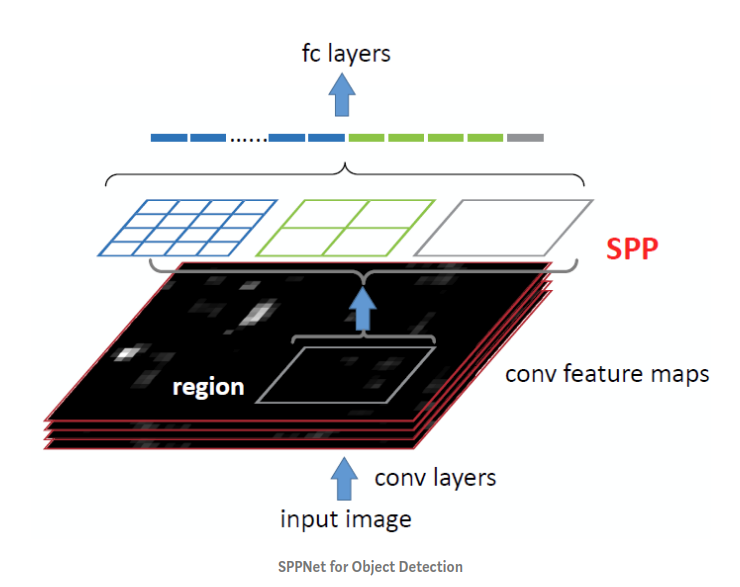 fc layers
......
SPP
region
conv feature maps
conv layers
input image
SPPNet for Object Detection